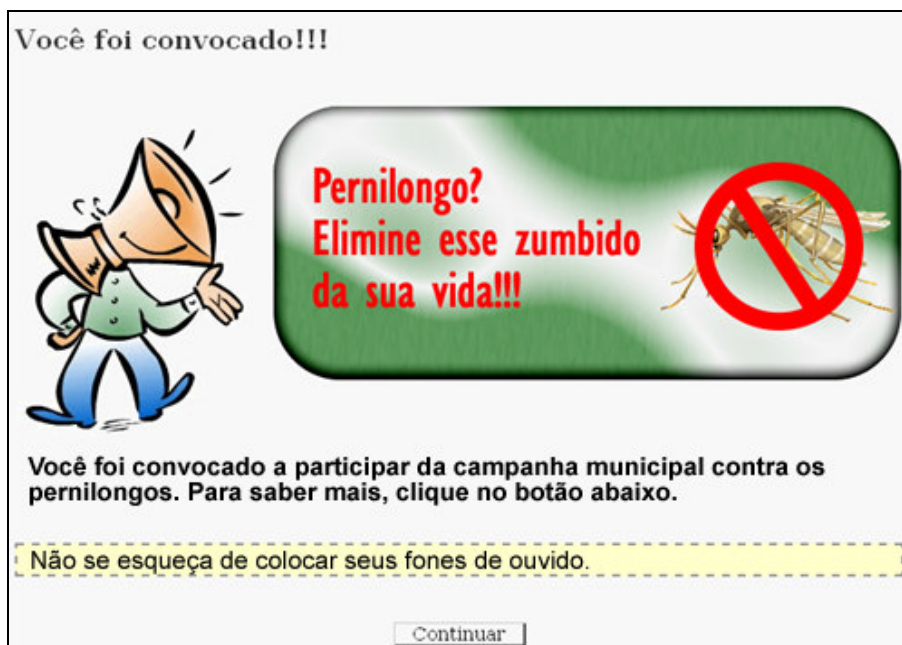 Você foi convocado!!!
Pernilongo?
Elimine esse zumbido
da sua vida!!!
Você foi convocado a participar da campanha municipal contra os
pernilongos. Para saber mais, clique no botão abaixo.
Não se esqueça de colocar seus fones de ouvido.
Continuar